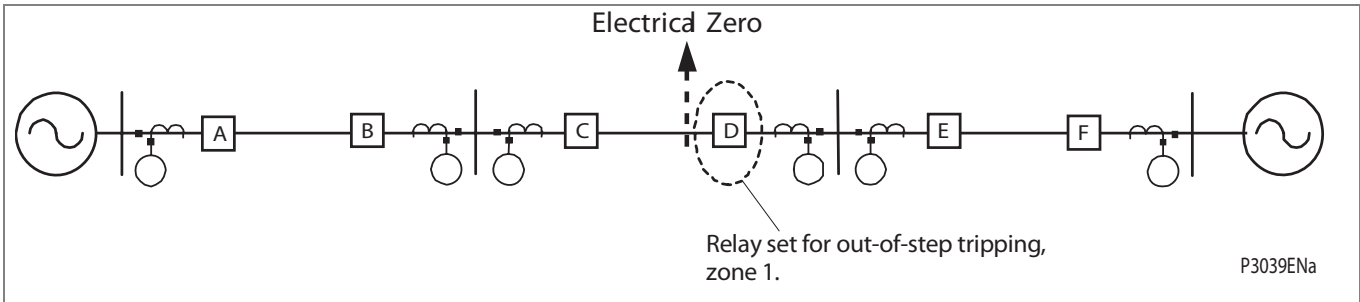 Electrical Zero
A
B
C
D
E
F
Relay set for out-of-step tripping,
zone 1.
P3039ENa